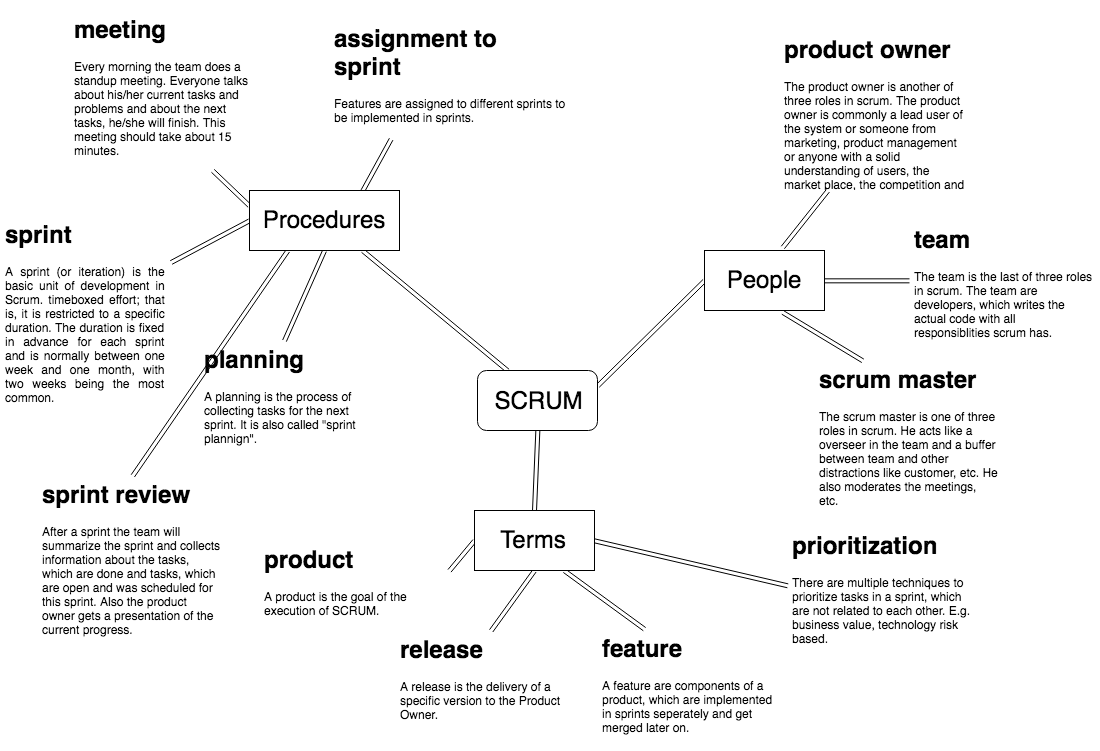 meeting
Every morning the team does a
standup meeting. Everyone talks
about his/her current tasks and
problems and about the next
tasks, he/she will finish. This
meeting should take about 15
minutes.
assignment to
sprint
Features are assigned to different sprints to
be implemented in sprints.
product owner
The product owner is another of
three roles in scrum. The product
owner is commonly a lead user of
the system or someone from
marketing, product management
or anyone with a solid
understanding of users, the
market place, the competition and
Procedures
sprint
A sprint (or iteration) is the
basic unit of development in
Scrum. timeboxed effort; that
is, it is restricted to a specific
duration. The duration is fixed
in advance for each sprint
and is normally between one
week and one month, with
two weeks being the most
common.
People
team
The team is the last of three roles
in scrum. The team are
developers, which writes the
actual code with all
responsiblities scrum has.
planning
A planning is the process of
collecting tasks for the next
sprint. It is also called "sprint
plannign".
SCRUM
scrum master
The scrum master is one of three
roles in scrum. He acts like a
overseer in the team and a buffer
between team and other
distractions like customer, etc. He
also moderates the meetings,
etc.
sprint review
After a sprint the team will
summarize the sprint and collects
information about the tasks,
which are done and tasks, which
are open and was scheduled for
this sprint. Also the product
owner gets a presentation of the
current progress.
Terms
product
A product is the goal of the
execution of SCRUM.
prioritization
There are multiple techniques to
prioritize tasks in a sprint, which
are not related to each other. E.g.
business value, technology risk
based.
release
A release is the delivery of a
specific version to the Product
Owner.
feature
A feature are components of a
product, which are implemented
in sprints seperately and get
merged later on.